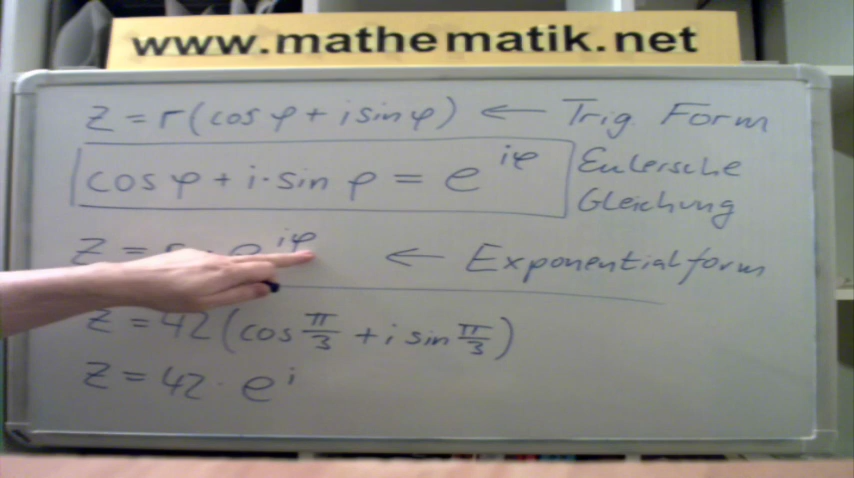 www.mathematik.net
z = r(cos φ + i sin φ) ← Trig. Form
cos φ + i · sin φ = e^{iφ} Eulersche
Gleichung
z = r · e^{iφ} ← Exponentialform
z = 42 (cos π/3 + i sin π/3)
z = 42 · e^{i}